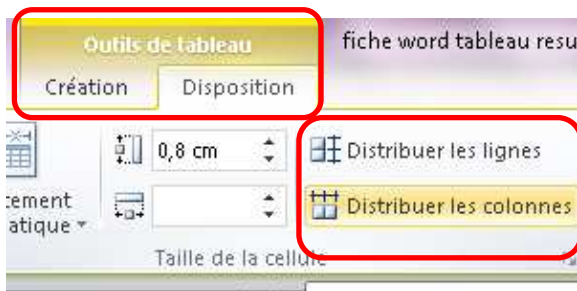 Outils de tableau
fiche word tableau resu
Création
Disposition
0,8 cm
Distribuer les lignes
Distribuer les colonnes
Taille de la cellule